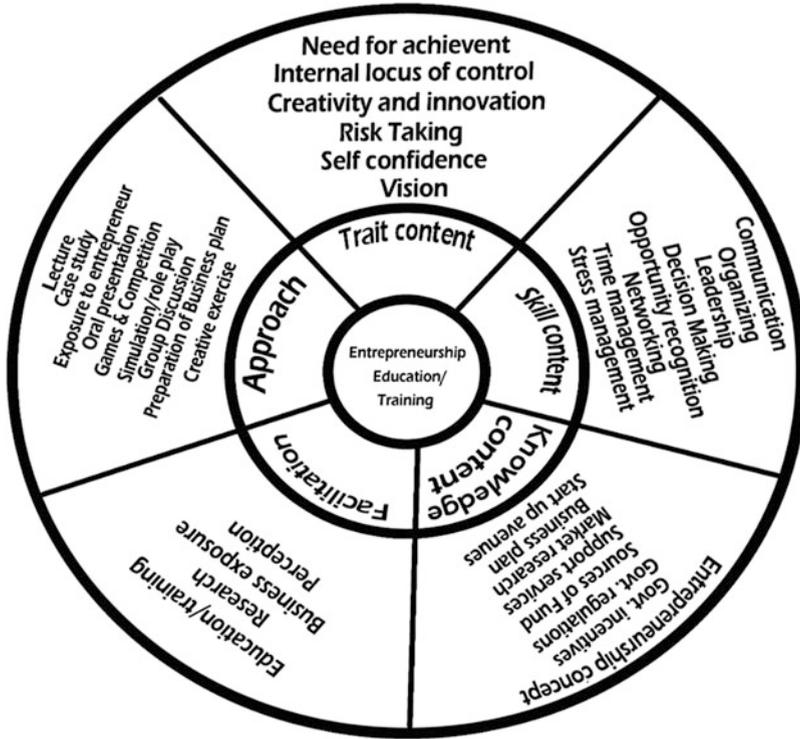 Need for achievent
Internal locus of control
Creativity and innovation
Risk Taking
Self confidence
Vision
Trait content
Communication
Organizing
Leadership
Decision Making
Opportunity recognition
Networking
Time management
Stress management
Skill content
Entrepreneurship concept
Govt. incentives
Govt. regulations
Sources of Fund
Support services
Market research
Business plan
Start up avenues
Knowledge
content
Education/training
Research
Business exposure
Perception
Facilitation
Lecture
Case study
Exposure to entrepreneur
Oral presentation
Games & Competition
Simulation/role play
Group Discussion
Preparation of Business plan
Creative exercise
Approach
Entrepreneurship
Education/
Training